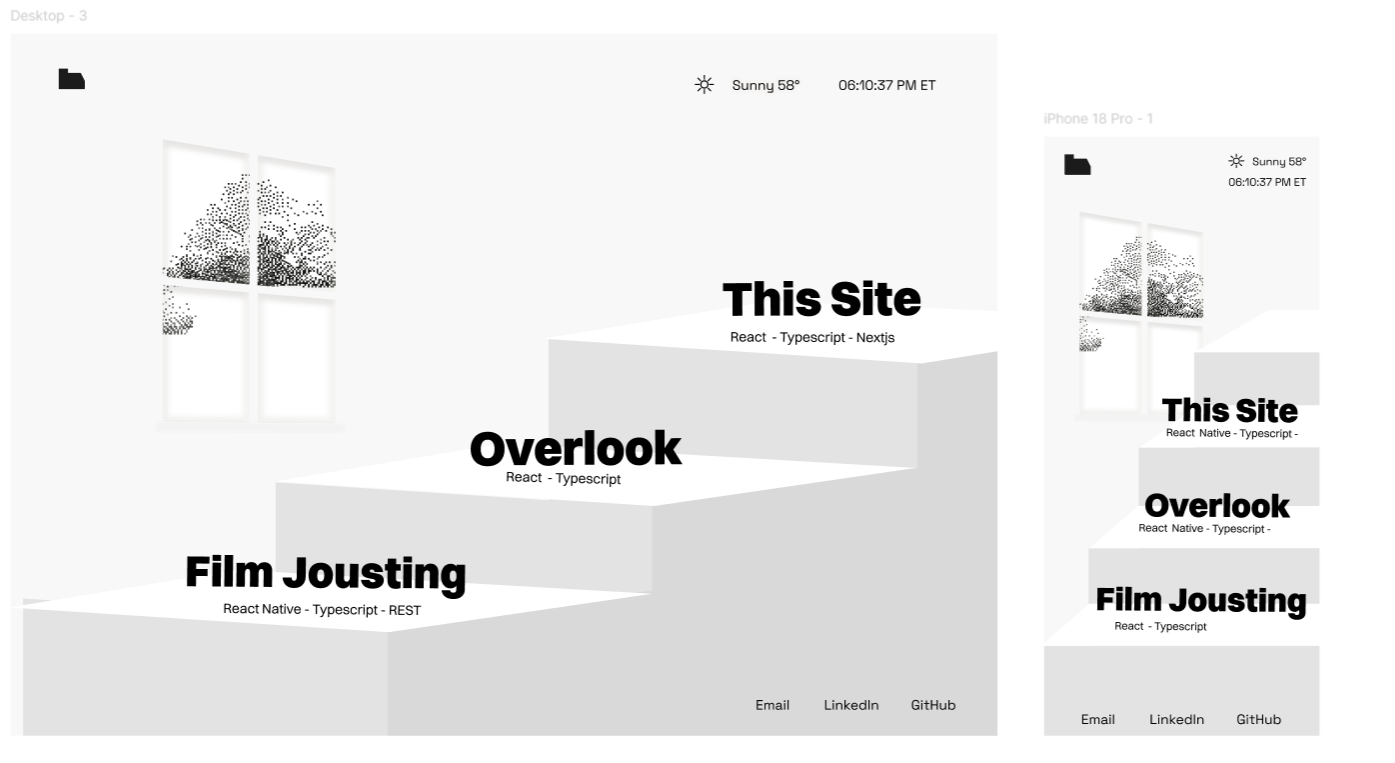 Desktop - 3
Sunny 58°
06:10:37 PM ET
This Site
React - Typescript - Nextjs
Overlook
React - Typescript
Film Jousting
React Native - Typescript - REST
Email
LinkedIn
GitHub
iPhone 18 Pro - 1
Sunny 58°
06:10:37 PM ET
This Site
React Native - Typescript -
Overlook
React Native - Typescript -
Film Jousting
React - Typescript
Email
LinkedIn
GitHub